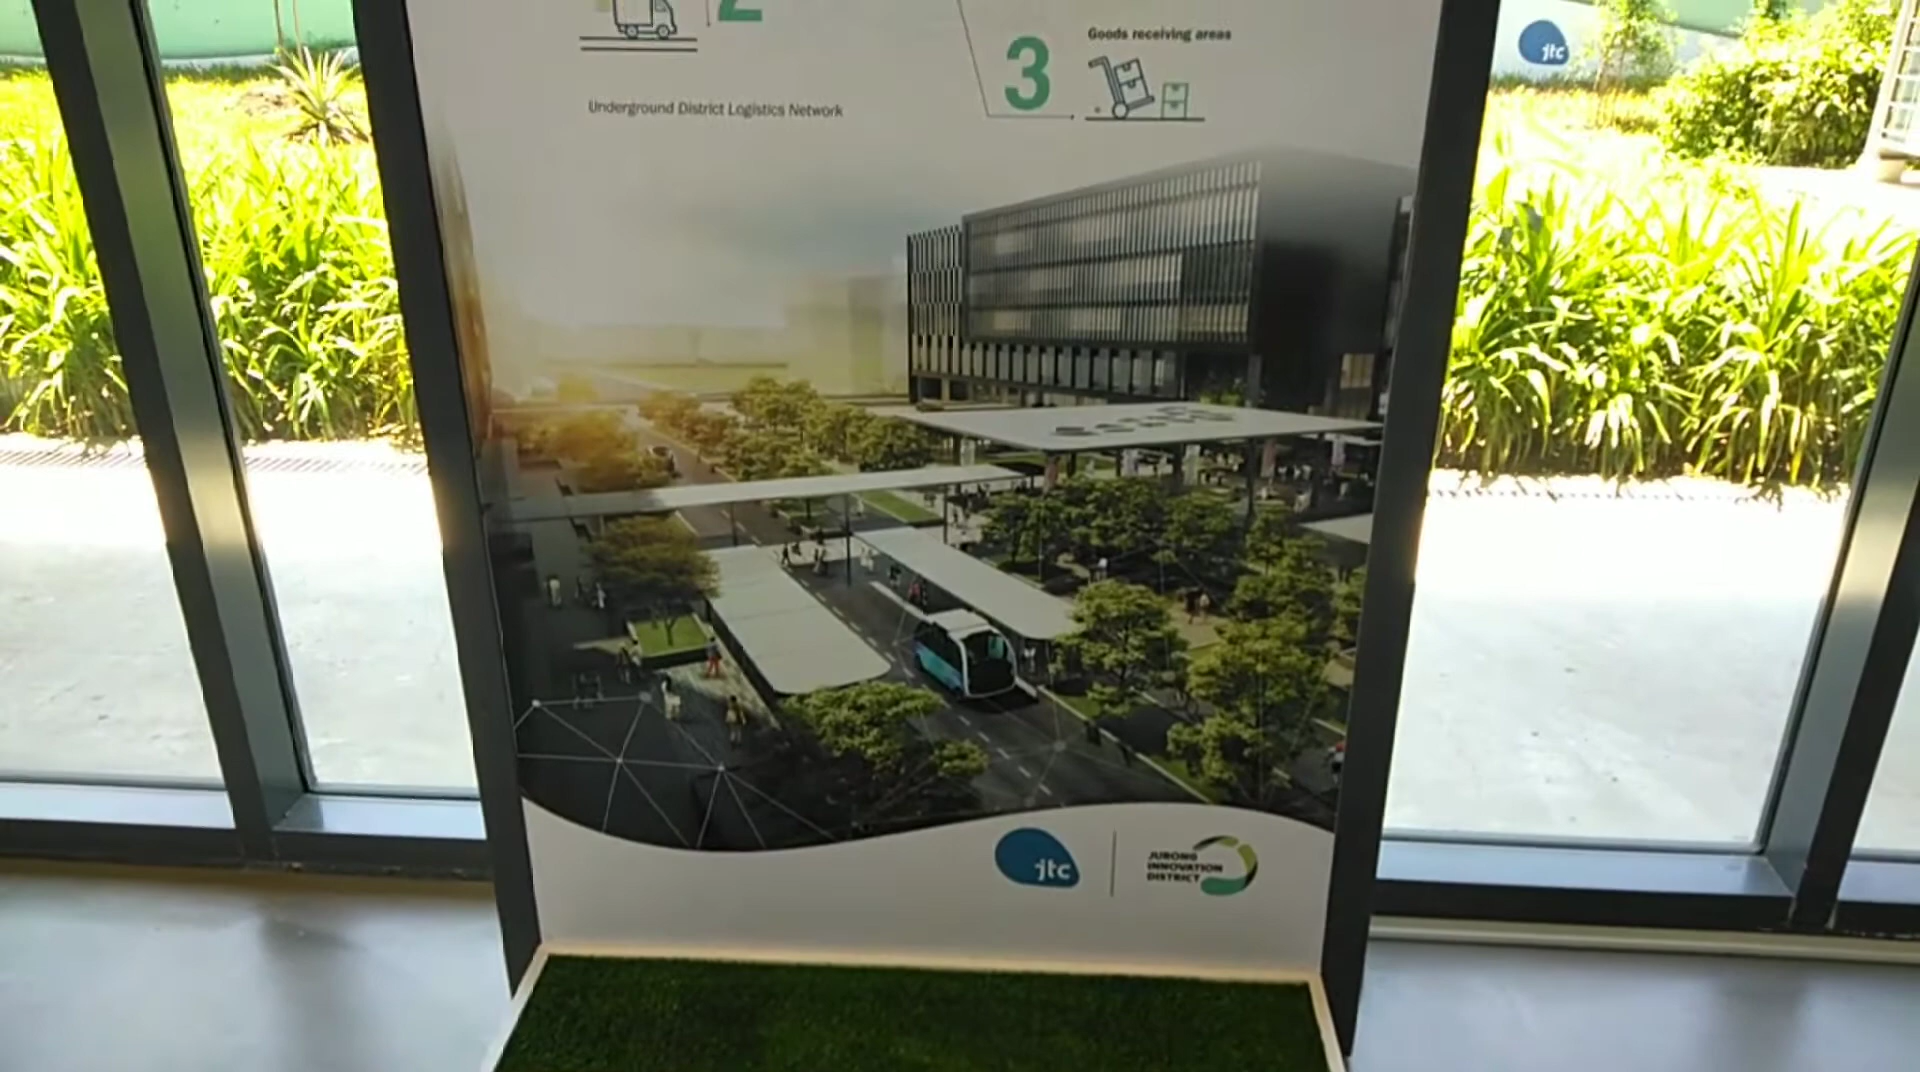 2
Underground District Logistics Network
3
Goods receiving areas
jtc
jtc
JURONG
INNOVATION
DISTRICT